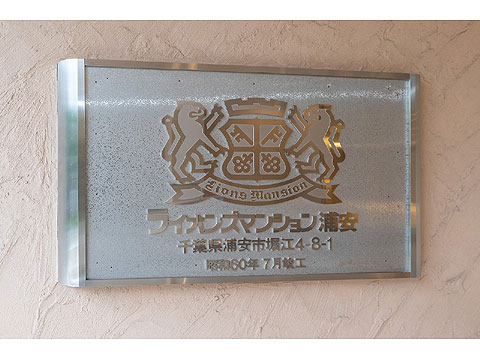 Lions Mansion
ライオンズマンション浦安
千葉県浦安市堀江4-8-1
昭和60年7月竣工